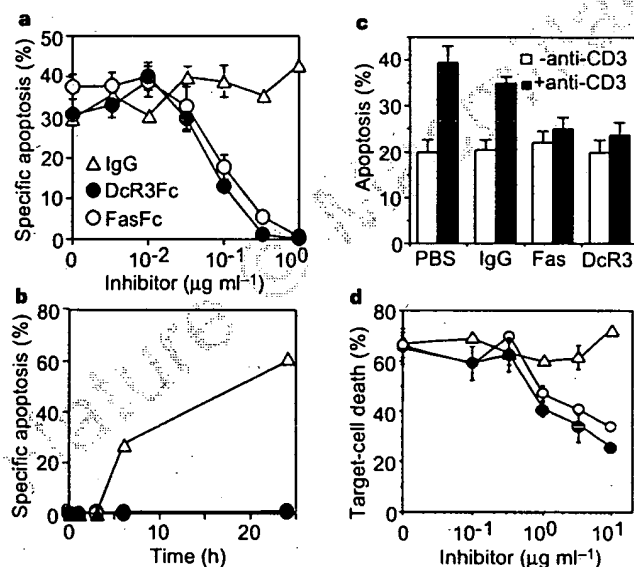 a
Specific apoptosis (%)
50
40
30
20
10
0
IgG
DcR3Fc
FasFc
0 10-2 10-1 100
Inhibitor (µg ml−1)
b
Specific apoptosis (%)
80
60
40
20
0
0 10 20
Time (h)
c
Apoptosis (%)
40
30
20
10
0
-anti-CD3
+anti-CD3
PBS IgG Fas DcR3
d
Target-cell death (%)
80
60
40
20
0
0 10-1 100 101
Inhibitor (µg ml−1)
nature